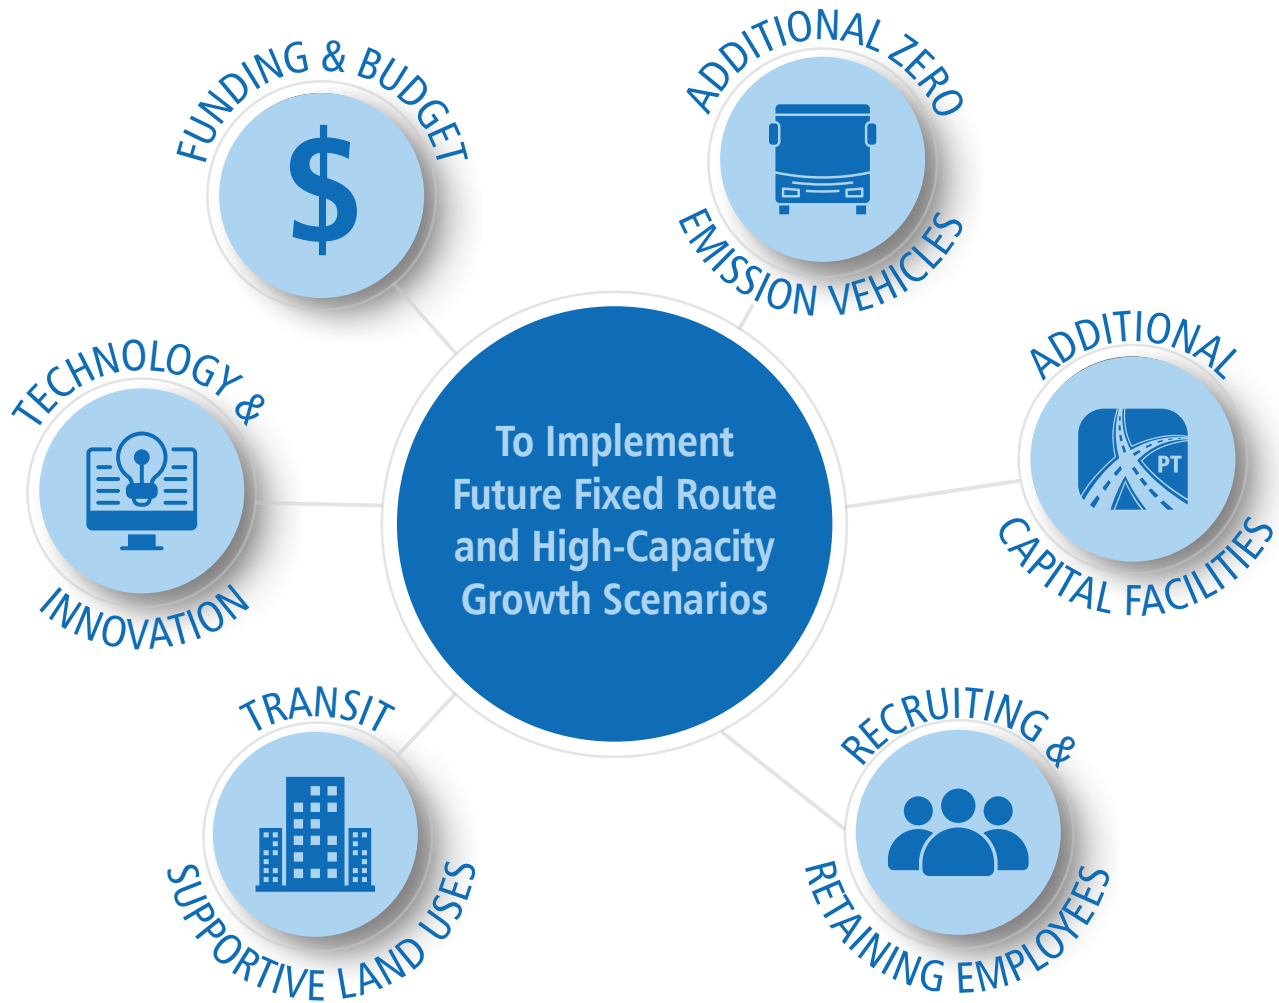 FUNDING & BUDGET
$
ADDITIONAL ZERO
EMISSION VEHICLES
TECHNOLOGY &
INNOVATION
To Implement
Future Fixed Route
and High-Capacity
Growth Scenarios
ADDITIONAL
PT
CAPITAL FACILITIES
TRANSIT
SUPPORTIVE LAND USES
RECRUITING &
RETAINING EMPLOYEES